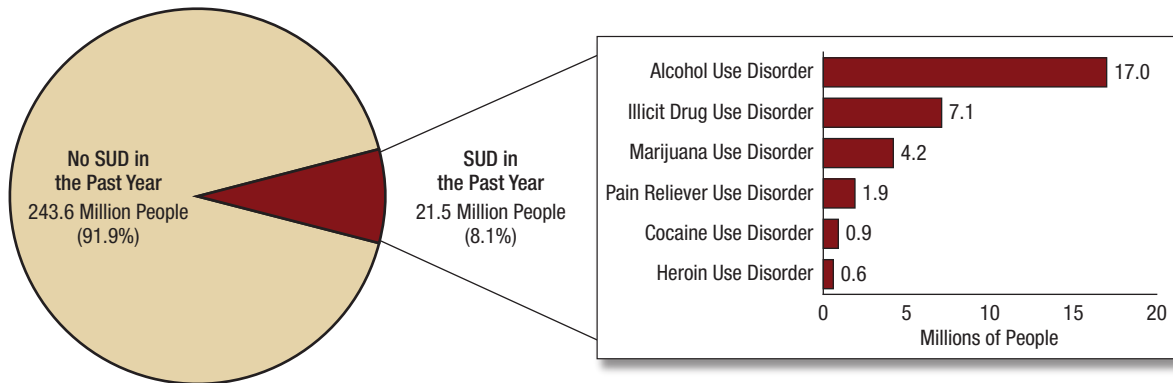 No SUD in
the Past Year
243.6 Million People
(91.9%)
SUD in
the Past Year
21.5 Million People
(8.1%)
Alcohol Use Disorder 17.0
Illicit Drug Use Disorder 7.1
Marijuana Use Disorder 4.2
Pain Reliever Use Disorder 1.9
Cocaine Use Disorder 0.9
Heroin Use Disorder 0.6
0 5 10 15 20
Millions of People